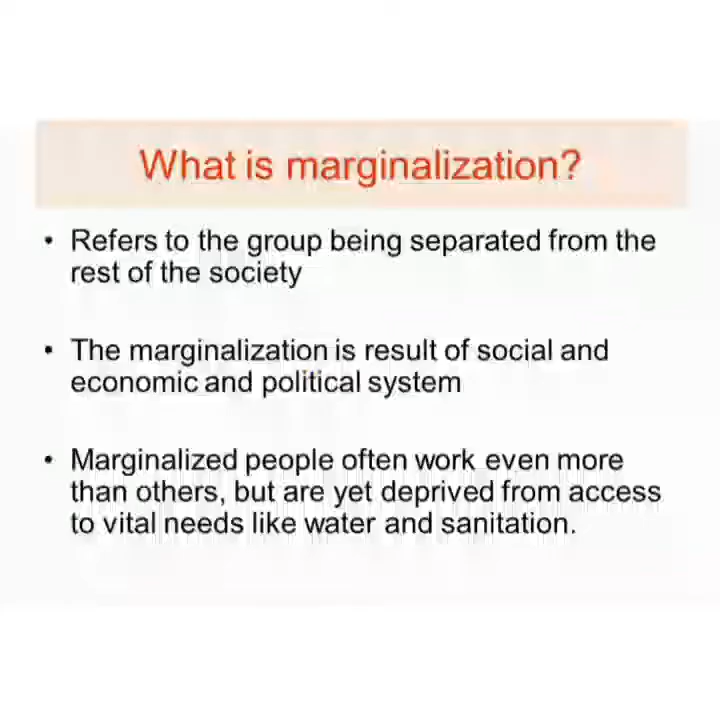 What is marginalization?
• Refers to the group being separated from the
rest of the society
• The marginalization is result of social and
economic and political system
• Marginalized people often work even more
than others, but are yet deprived from access
to vital needs like water and sanitation.